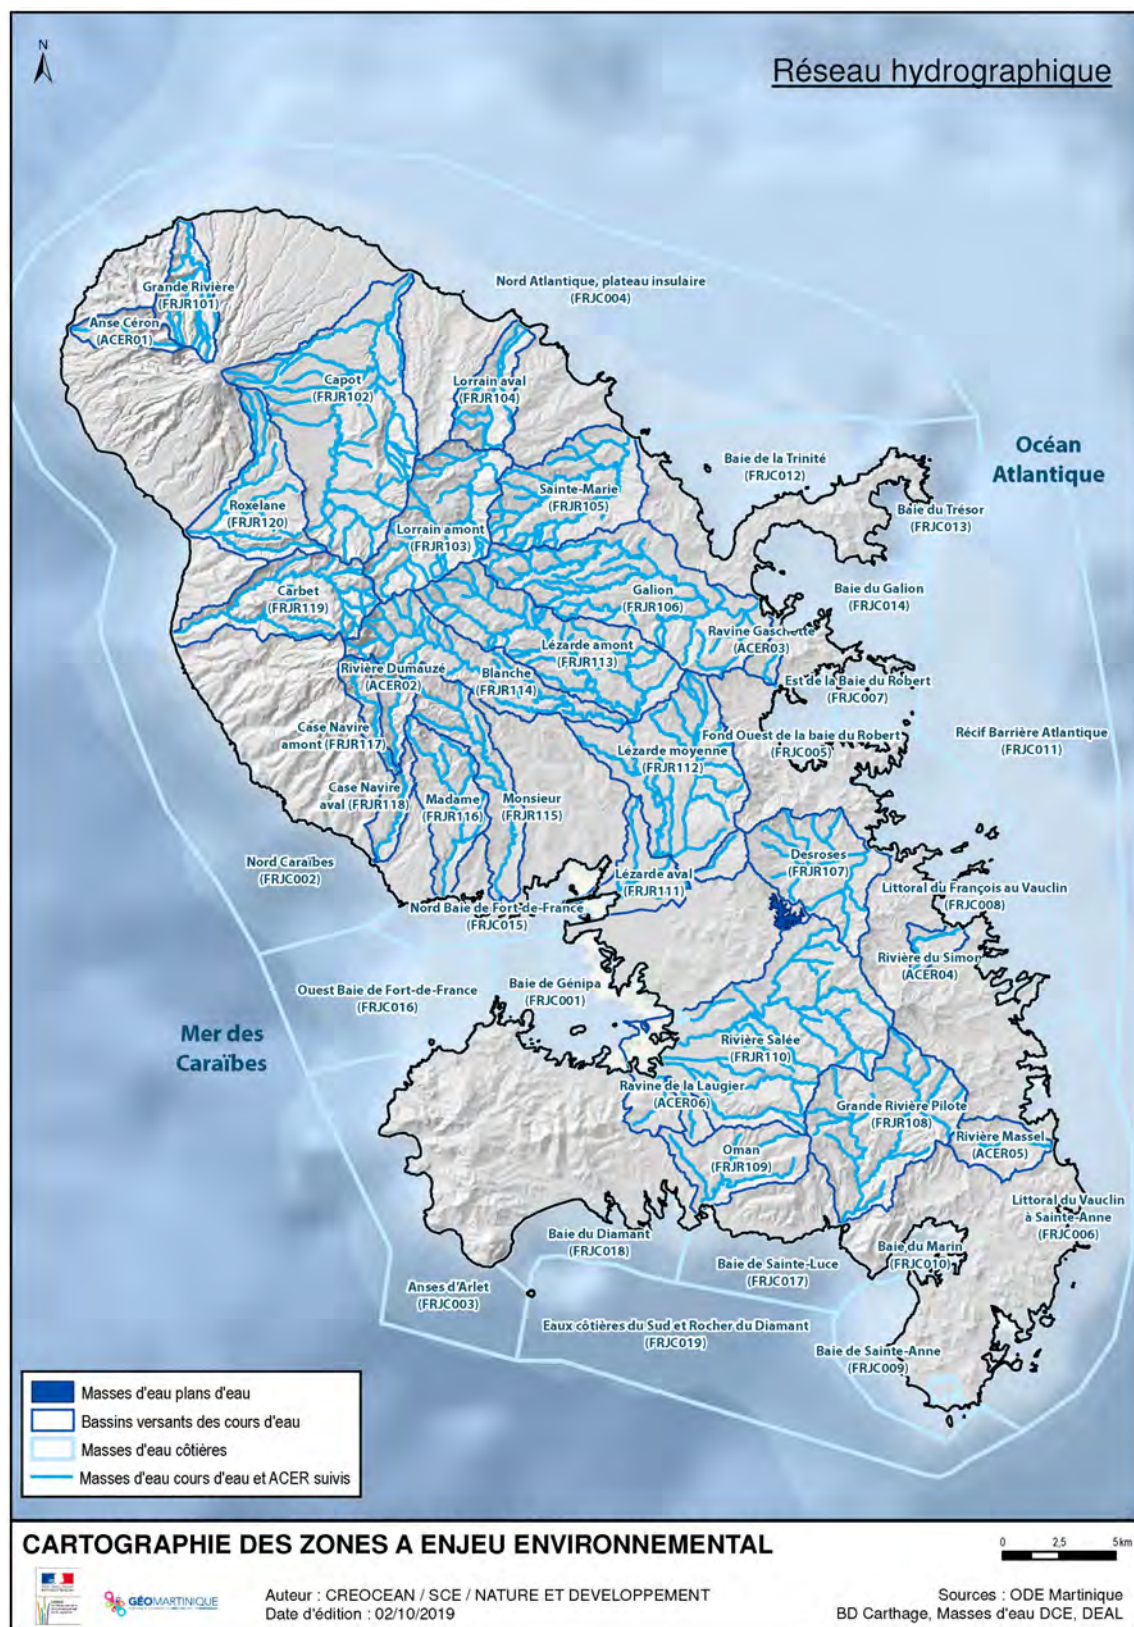 N
Réseau hydrographique
Nord Atlantique, plateau insulaire
(FRJC004)
Grande Rivière
(FRJR101)
Anse Céron
(ACER01)
Capot
(FRJR102)
Lorrain aval
(FRJR104)
Océan
Atlantique
Baie de la Trinité
(FRJC012)
Sainte-Marie
(FRJR105)
Baie du Trésor
(FRJC013)
Roxelane
(FRJR120)
Lorrain amont
(FRJR103)
Carbet
(FRJR119)
Galion
(FRJR106)
Baie du Galion
(FRJC014)
Ravine Gaschette
(ACER03)
Lézarde amont
(FRJR113)
Rivière Dumauzé
(ACER02)
Blanche
(FRJR114)
Est de la Baie du Robert
(FRJC007)
Case Navire
amont (FRJR117)
Fond Ouest de la baie du Robert
(FRJC005)
Récif Barrière Atlantique
(FRJC011)
Lézarde moyenne
(FRJR112)
Case Navire
aval (FRJR118)
Madame
(FRJR116)
Monsieur
(FRJR115)
Nord Caraïbes
(FRJC002)
Desroses
(FRJR107)
Lézarde aval
(FRJR111)
Littoral du François au Vauclin
(FRJC008)
Nord Baie de Fort-de-France
(FRJC015)
Rivière du Simon
(ACER04)
Ouest Baie de Fort-de-France
(FRJC016)
Baie de Génipa
(FRJC001)
Mer des
Caraïbes
Rivière Salée
(FRJR110)
Ravine de la Laugier
(ACER06)
Grande Rivière Pilote
(FRJR108)
Rivière Massel
(ACER05)
Oman
(FRJR109)
Littoral du Vauclin
à Sainte-Anne
(FRJC006)
Baie du Diamant
(FRJC018)
Baie du Marin
(FRJC010)
Baie de Sainte-Luce
(FRJC017)
Anses d'Arlet
(FRJC003)
Eaux côtières du Sud et Rocher du Diamant
(FRJC019)
Baie de Sainte-Anne
(FRJC009)
Masses d'eau plans d'eau
Bassins versants des cours d'eau
Masses d'eau côtières
Masses d'eau cours d'eau et ACER suivis
CARTOGRAPHIE DES ZONES A ENJEU ENVIRONNEMENTAL
0 2,5 5 km
GÉOMARTINIQUE
Auteur : CREOCEAN / SCE / NATURE ET DEVELOPPEMENT
Date d'édition : 02/10/2019
Sources : ODE Martinique
BD Carthage, Masses d'eau DCE, DEAL